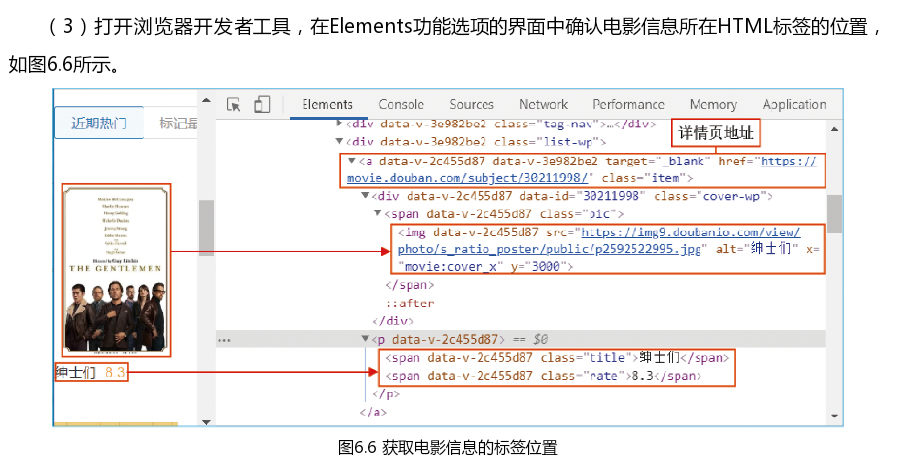 （3）打开浏览器开发者工具，在Elements功能选项的界面中确认电影信息所在HTML标签的位置，
如图6.6所示。
近期热门
标记最
Elements Console Sources Network Performance Memory Application
<div data-v-3e982be2 class="tag-nav">…</div>
<div data-v-3e982be2 class="list-wp">
详情页地址
<a data-v-2c455d87 data-v-3e982be2 target="_blank" href="https://
movie.douban.com/subject/30211998/" class="item">
<div data-v-2c455d87 data-id="30211998" class="cover-wp">
<span data-v-2c455d87 class="pic">
<img data-v-2c455d87 src="https://img9.doubanio.com/view/
photo/s_ratio_poster/public/p2592522995.jpg" alt="绅士们" x=
"movie:cover_x" y="3000">
</span>
::after
</div>
<p data-v-2c455d87> == $0
<span data-v-2c455d87 class="title">绅士们</span>
<span data-v-2c455d87 class="rate">8.3</span>
</p>
</a>
THE GENTLEMEN
绅士们 8.3
图6.6 获取电影信息的标签位置